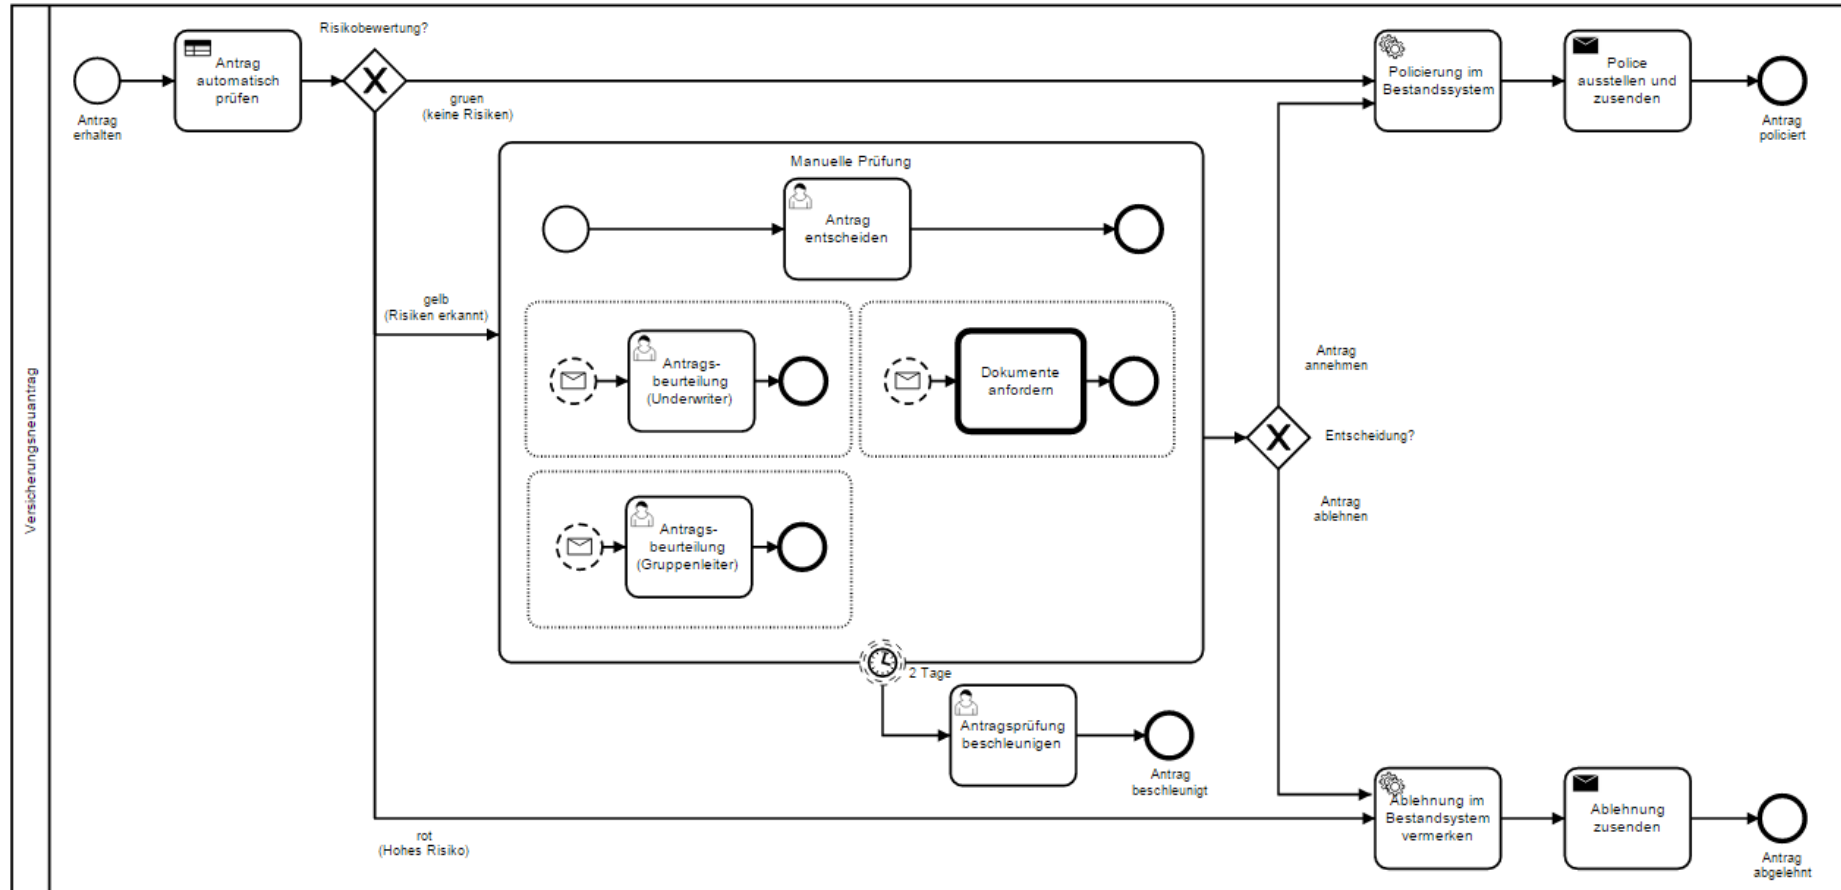 Versicherungsneuantrag
Antrag
erhalten
Antrag
automatisch
prüfen
Risikobewertung?
gruen
(keine Risiken)
gelb
(Risiken erkannt)
rot
(Hohes Risiko)
Manuelle Prüfung
Antrag
entscheiden
Antrags-
beurteilung
(Underwriter)
Dokumente
anfordern
Antrags-
beurteilung
(Gruppenleiter)
2 Tage
Antragsprüfung
beschleunigen
Antrag
beschleunigt
Entscheidung?
Antrag
annehmen
Antrag
ablehnen
Policierung im
Bestandssystem
Police
ausstellen und
zusenden
Antrag
policiert
Ablehnung im
Bestandsystem
vermerken
Ablehnung
zusenden
Antrag
abgelehnt